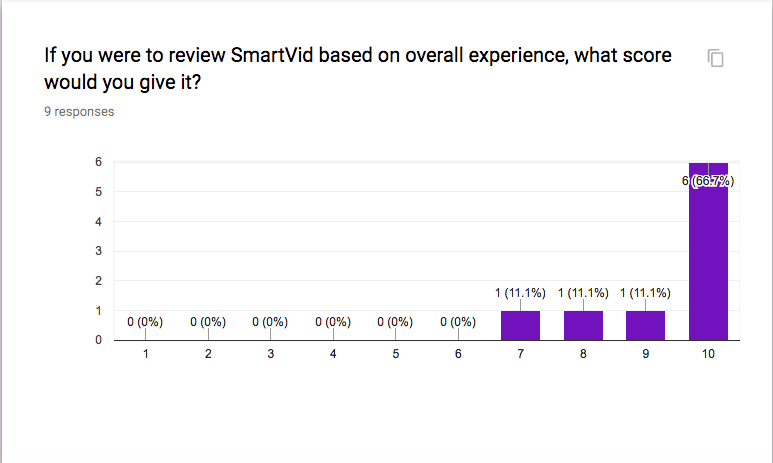 If you were to review SmartVid based on overall experience, what score
would you give it?
9 responses
6
5
4
3
2
1
0
0 (0%) 0 (0%) 0 (0%) 0 (0%) 0 (0%) 0 (0%) 1 (11.1%) 1 (11.1%) 1 (11.1%) 6 (66.7%)
1 2 3 4 5 6 7 8 9 10